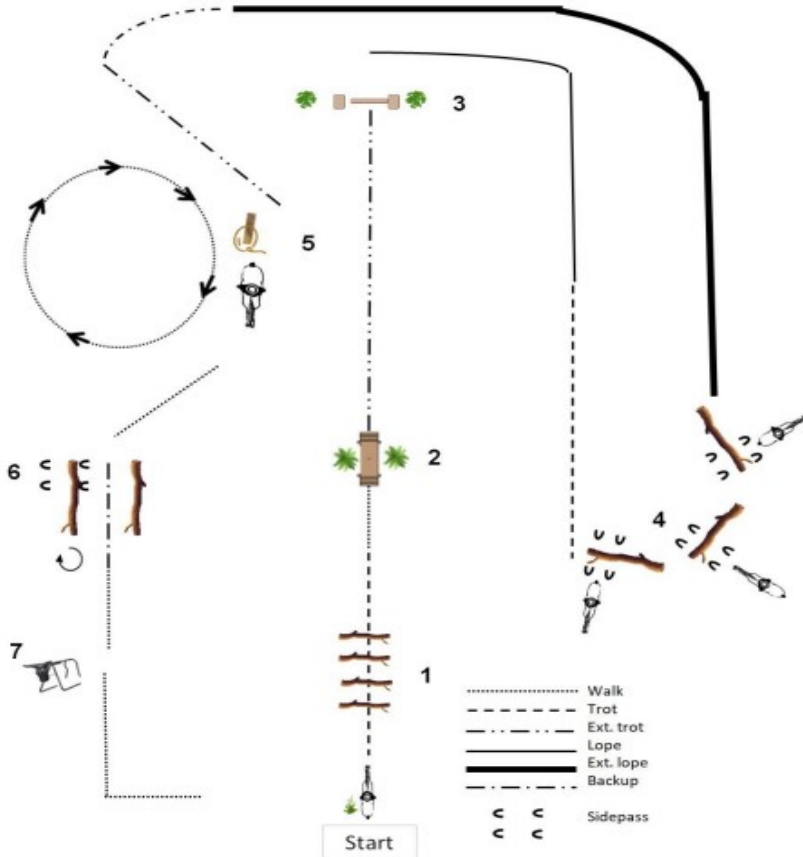 3
5
2
6
4
7
1
Walk
Trot
Ext. trot
Lope
Ext. lope
Backup
Sidepass
Start